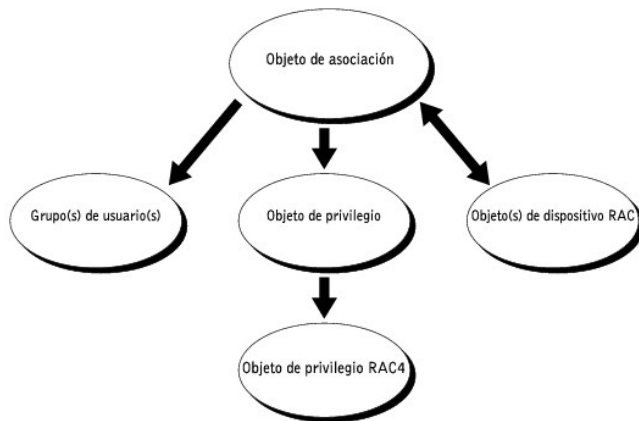 Objeto de asociación
Grupo(s) de usuario(s)
Objeto de privilegio
Objeto(s) de dispositivo RAC
Objeto de privilegio RAC4